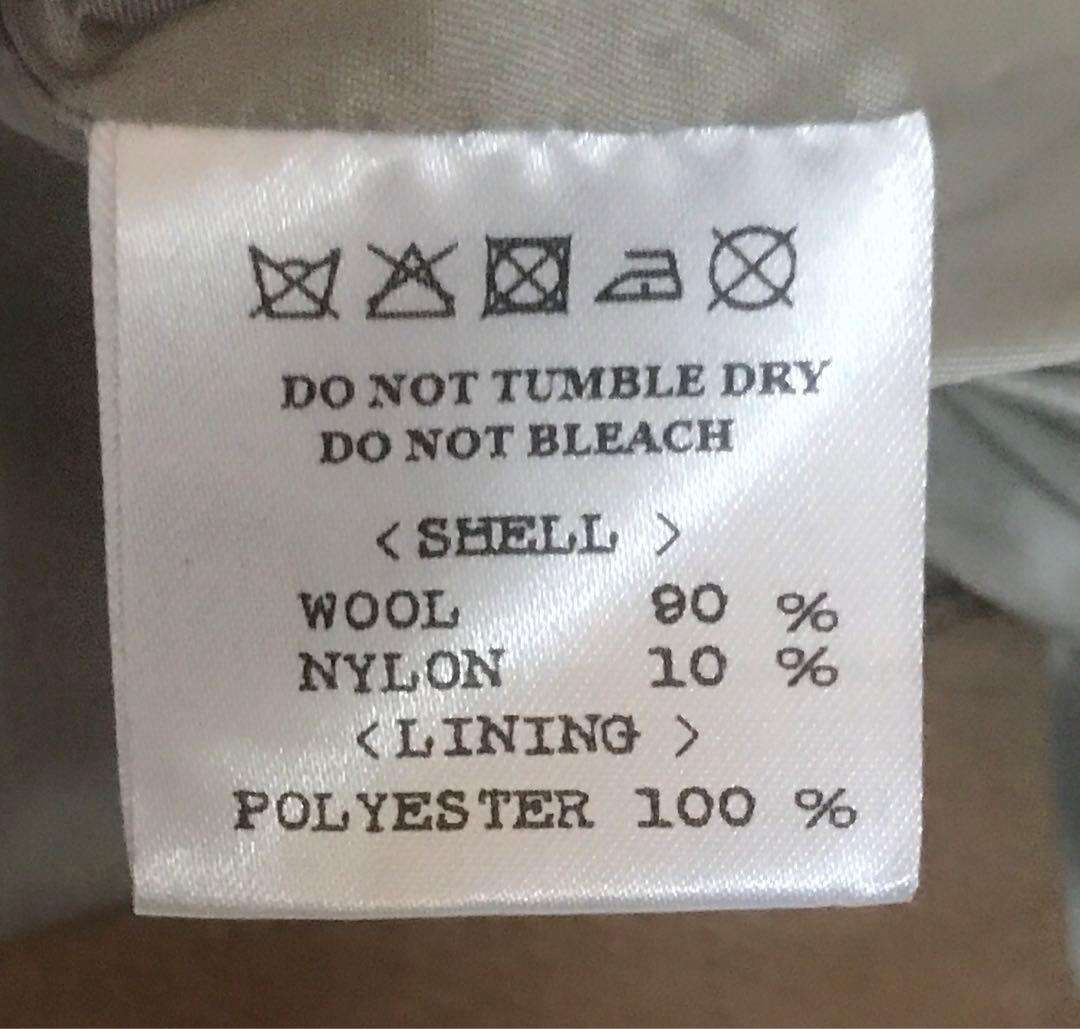 DO NOT TUMBLE DRY
DO NOT BLEACH
< SHELL >
WOOL 90 %
NYLON 10 %
< LINING >
POLYESTER 100 %